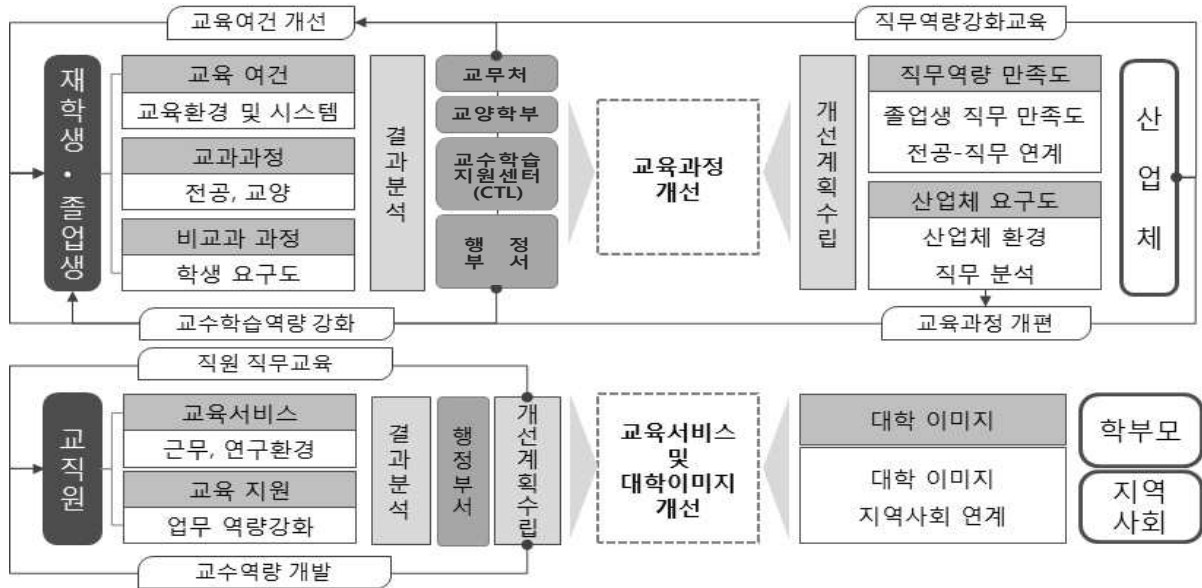 교육여건 개선
직무역량강화교육
재학생·졸업생
교육 여건
교육환경 및 시스템
교과과정
전공, 교양
비교과 과정
학생 요구도
결과분석
교무처
교양학부
교수학습
지원센터
(CTL)
행 정
부 서
교육과정
개선
개선계획수립
직무역량 만족도
졸업생 직무 만족도
전공-직무 연계
산업체 요구도
산업체 환경
직무 분석
산업체
교수학습역량 강화
교육과정 개편
직원 직무교육
교직원
교육서비스
근무, 연구환경
교육 지원
업무 역량강화
결과분석
행정부서
개선계획수립
교육서비스
및
대학이미지
개선
대학 이미지
대학 이미지
지역사회 연계
학부모
지역
사회
교수역량 개발